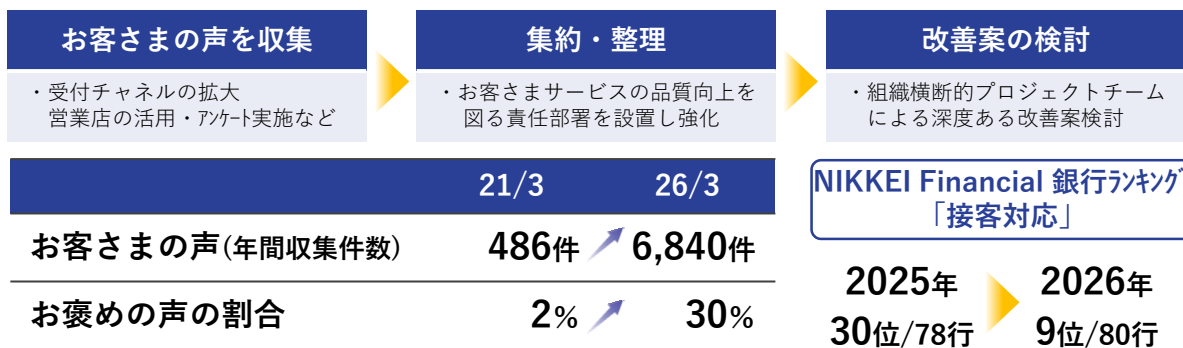 お客さまの声を収集
・受付チャネルの拡大
営業店の活用・ｱﾝｹｰﾄ実施など
集約・整理
・お客さまサービスの品質向上を
図る責任部署を設置し強化
改善案の検討
・組織横断的プロジェクトチーム
による深度ある改善案検討
21/3 26/3
お客さまの声(年間収集件数) 486件 6,840件
お褒めの声の割合 2% 30%
NIKKEI Financial 銀行ﾗﾝｷﾝｸﾞ
「接客対応」
2025年 2026年
30位/78行 9位/80行